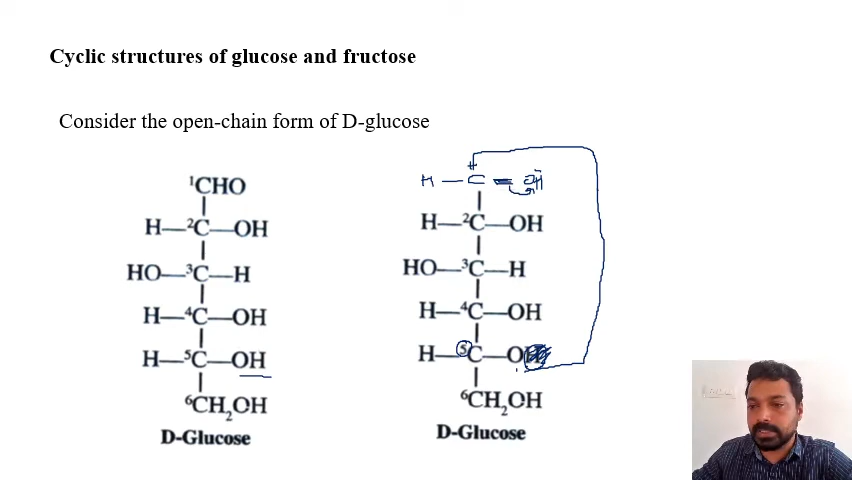 Cyclic structures of glucose and fructose
Consider the open-chain form of D-glucose
¹CHO
H—²C—OH
HO—³C—H
H—⁴C—OH
H—⁵C—OH
⁶CH₂OH
D-Glucose
H — C = OH
H—²C—OH
HO—³C—H
H—⁴C—OH
H—⁵C—O
⁶CH₂OH
D-Glucose